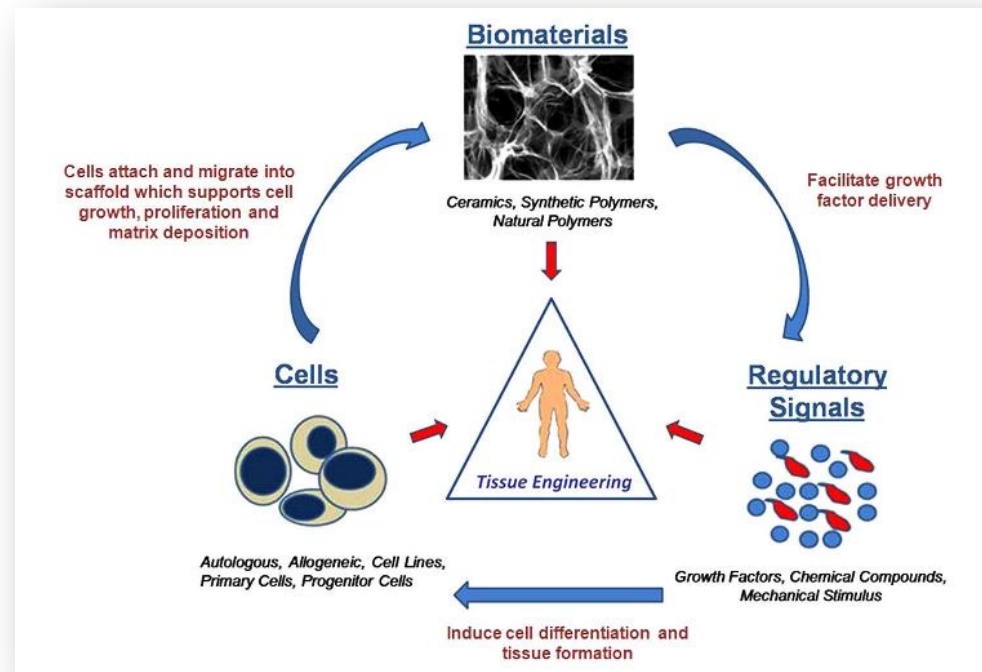 Biomaterials
Ceramics, Synthetic Polymers,
Natural Polymers
Cells attach and migrate into
scaffold which supports cell
growth, proliferation and
matrix deposition
Facilitate growth
factor delivery
Cells
Autologous, Allogeneic, Cell Lines,
Primary Cells, Progenitor Cells
Tissue Engineering
Regulatory
Signals
Growth Factors, Chemical Compounds,
Mechanical Stimulus
Induce cell differentiation and
tissue formation